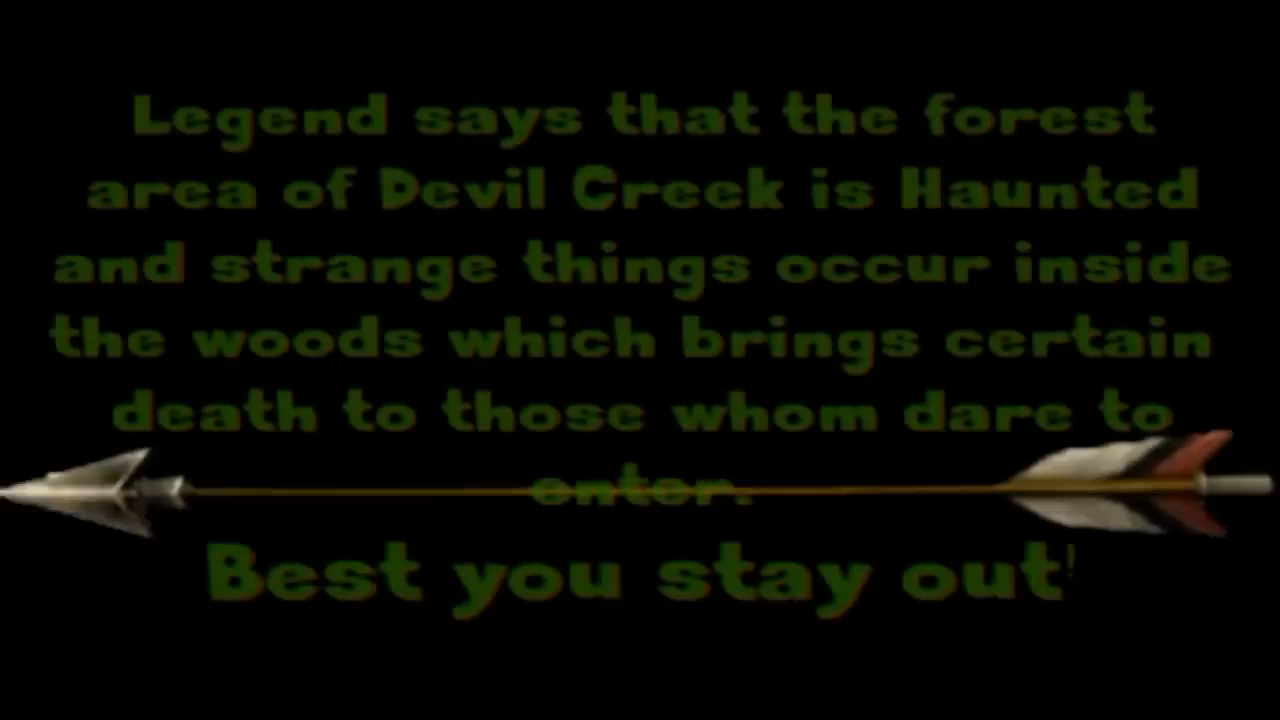 Legend says that the forest
area of Devil Creek is Haunted
and strange things occur inside
the woods which brings certain
death to those whom dare to
enter.
Best you stay out!